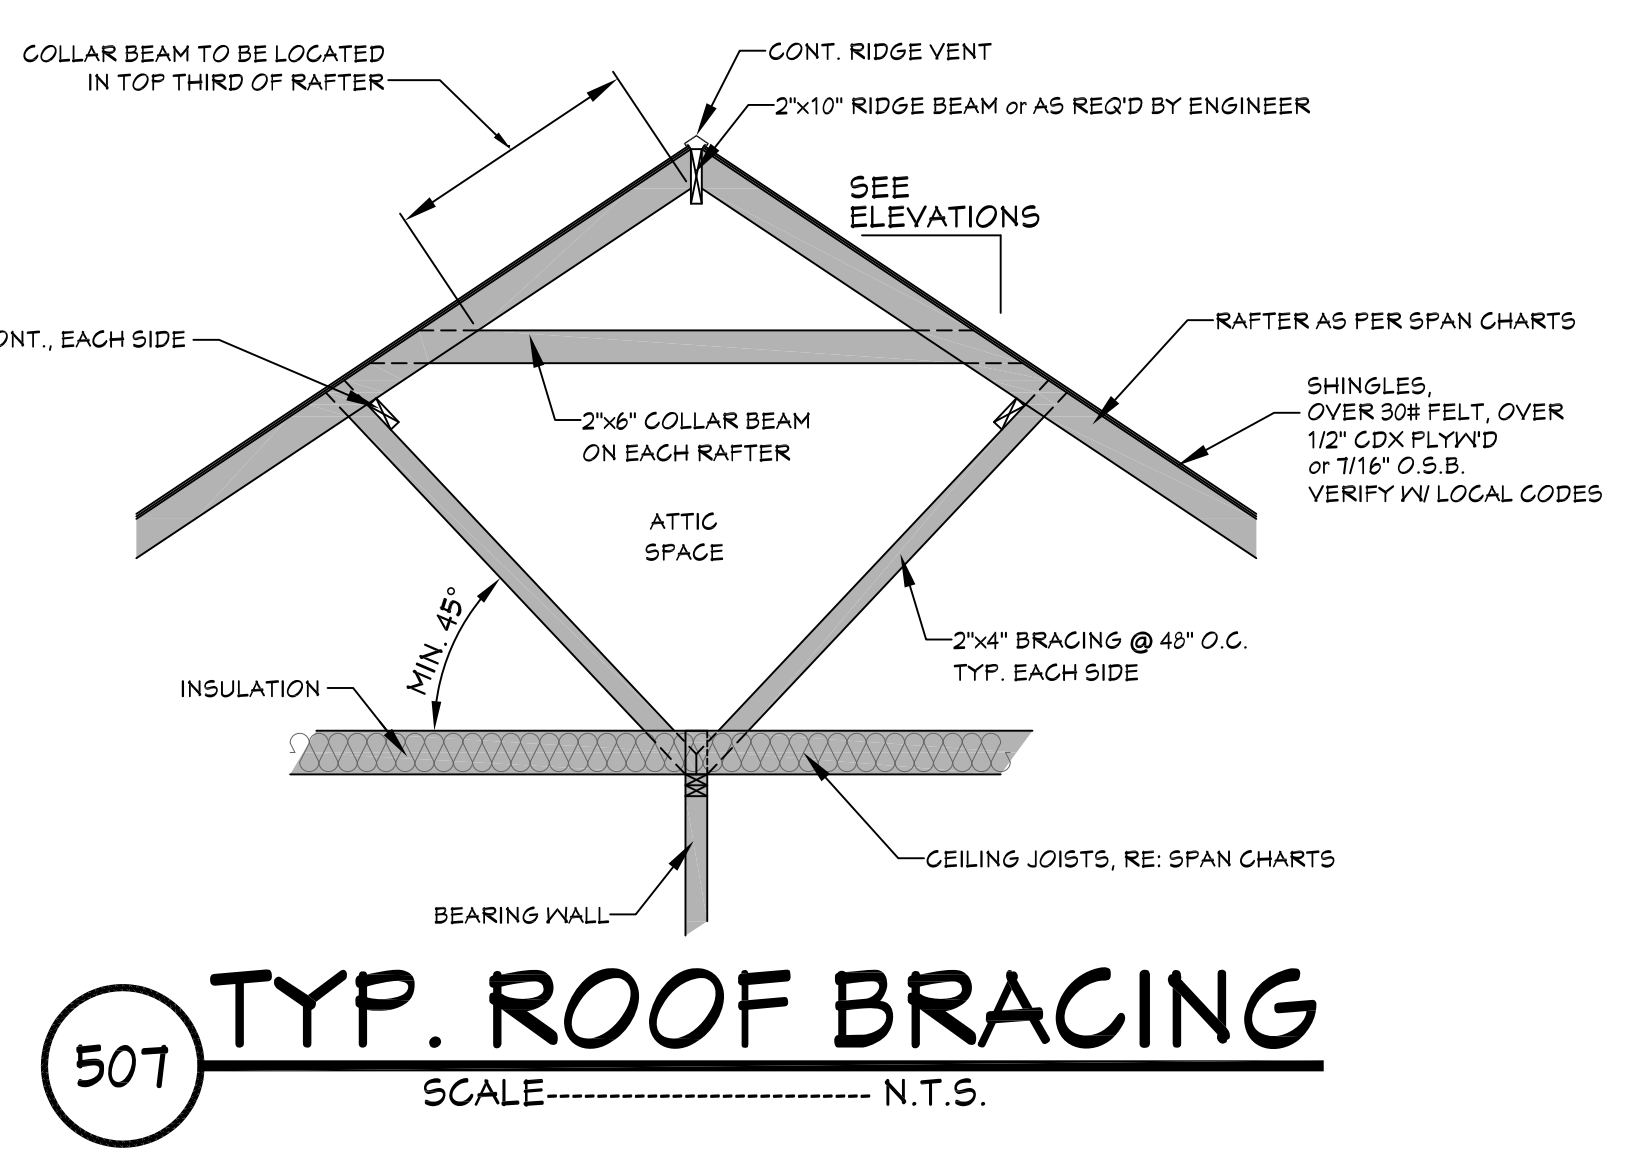 COLLAR BEAM TO BE LOCATED
IN TOP THIRD OF RAFTER
CONT. RIDGE VENT
2"x10" RIDGE BEAM or AS REQ'D BY ENGINEER
SEE
ELEVATIONS
EACH SIDE
RAFTER AS PER SPAN CHARTS
SHINGLES,
OVER 30# FELT, OVER
1/2" CDX PLYW'D
or 7/16" O.S.B.
VERIFY W/ LOCAL CODES
2"x6" COLLAR BEAM
ON EACH RAFTER
ATTIC
SPACE
MIN. 45°
2"x4" BRACING @ 48" O.C.
TYP. EACH SIDE
INSULATION
CEILING JOISTS, RE: SPAN CHARTS
BEARING WALL
507
TYP. ROOF BRACING
SCALE-------------------------- N.T.S.